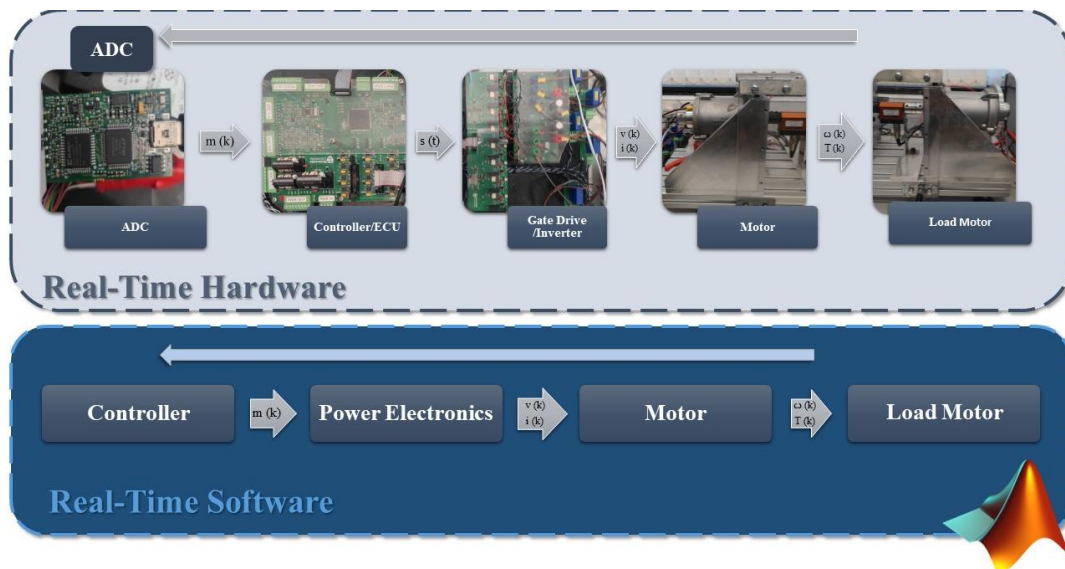 ADC
m (k)
s (t)
v (k)
i (k)
ω (k)
T (k)
ADC
Controller/ECU
Gate Drive
/Inverter
Motor
Load Motor
Real-Time Hardware
Controller
m (k)
Power Electronics
v (k)
i (k)
Motor
ω (k)
T (k)
Load Motor
Real-Time Software